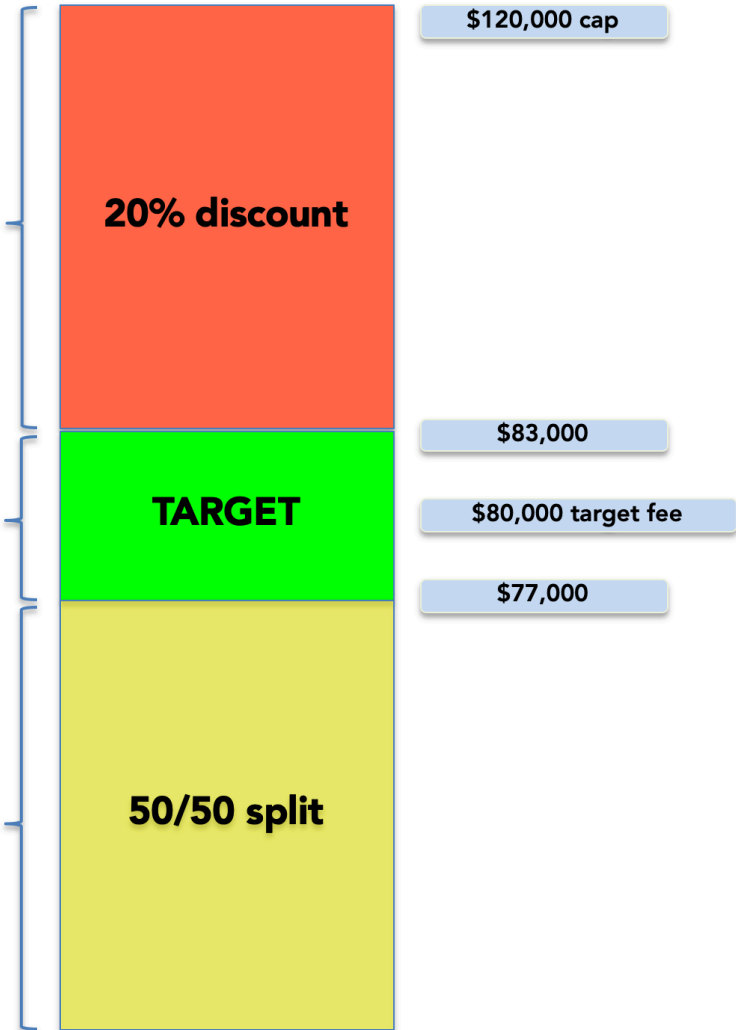 $120,000 cap
20% discount
$83,000
TARGET
$80,000 target fee
$77,000
50/50 split